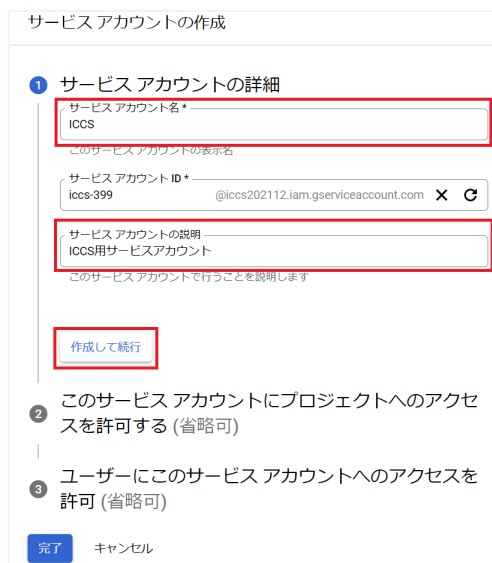 サービス アカウントの作成
1 サービス アカウントの詳細
サービス アカウント名 *
ICCS
このサービス アカウントの表示名
サービス アカウント ID *
iccs-399 @iccs202112.iam.gserviceaccount.com
サービス アカウントの説明
ICCS用サービスアカウント
このサービス アカウントで行うことを説明します
作成して続行
2 このサービス アカウントにプロジェクトへのアクセ
スを許可する (省略可)
3 ユーザーにこのサービス アカウントへのアクセスを
許可 (省略可)
完了 キャンセル